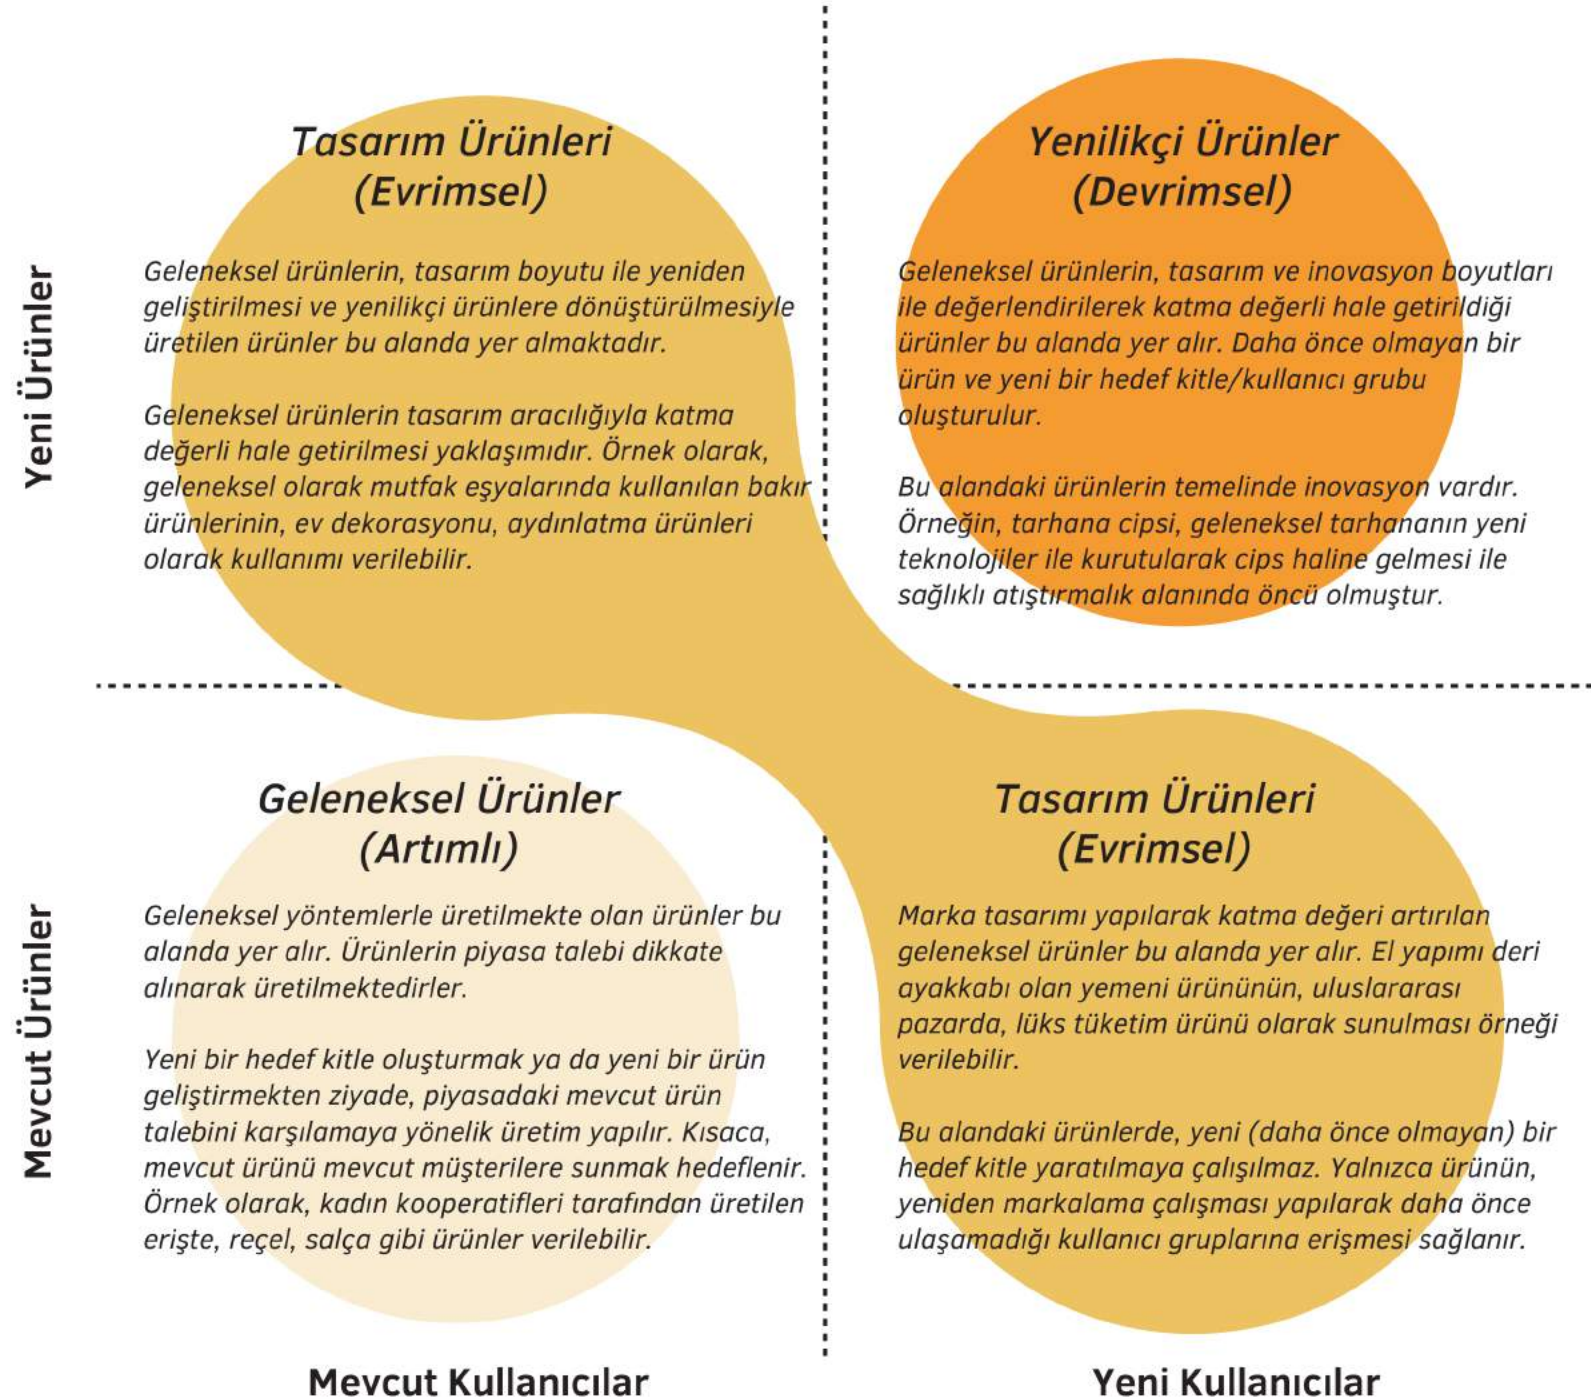 Yeni Ürünler
Tasarım Ürünleri
(Evrimsel)
Geleneksel ürünlerin, tasarım boyutu ile yeniden
geliştirilmesi ve yenilikçi ürünlere dönüştürülmesiyle
üretilen ürünler bu alanda yer almaktadır.
Geleneksel ürünlerin tasarım aracılığıyla katma
değerli hale getirilmesi yaklaşımıdır. Örnek olarak,
geleneksel olarak mutfak eşyalarında kullanılan bakır
ürünlerinin, ev dekorasyonu, aydınlatma ürünleri
olarak kullanımı verilebilir.
Yenilikçi Ürünler
(Devrimsel)
Geleneksel ürünlerin, tasarım ve inovasyon boyutları
ile değerlendirilerek katma değerli hale getirildiği
ürünler bu alanda yer alır. Daha önce olmayan bir
ürün ve yeni bir hedef kitle/kullanıcı grubu
oluşturulur.
Bu alandaki ürünlerin temelinde inovasyon vardır.
Örneğin, tarhana cipsi, geleneksel tarhananın yeni
teknolojiler ile kurutularak cips haline gelmesi ile
sağlıklı atıştırmalık alanında öncü olmuştur.
Mevcut Ürünler
Geleneksel Ürünler
(Artımlı)
Geleneksel yöntemlerle üretilmekte olan ürünler bu
alanda yer alır. Ürünlerin piyasa talebi dikkate
alınarak üretilmektedirler.
Yeni bir hedef kitle oluşturmak ya da yeni bir ürün
geliştirmekten ziyade, piyasadaki mevcut ürün
talebini karşılamaya yönelik üretim yapılır. Kısaca,
mevcut ürünü mevcut müşterilere sunmak hedeflenir.
Örnek olarak, kadın kooperatifleri tarafından üretilen
erişte, reçel, salça gibi ürünler verilebilir.
Tasarım Ürünleri
(Evrimsel)
Marka tasarımı yapılarak katma değeri artırılan
geleneksel ürünler bu alanda yer alır. El yapımı deri
ayakkabı olan yemeni ürününün, uluslararası
pazarda, lüks tüketim ürünü olarak sunulması örneği
verilebilir.
Bu alandaki ürünlerde, yeni (daha önce olmayan) bir
hedef kitle yaratılmaya çalışılmaz. Yalnızca ürünün,
yeniden markalama çalışması yapılarak daha önce
ulaşamadığı kullanıcı gruplarına erişmesi sağlanır.
Mevcut Kullanıcılar
Yeni Kullanıcılar